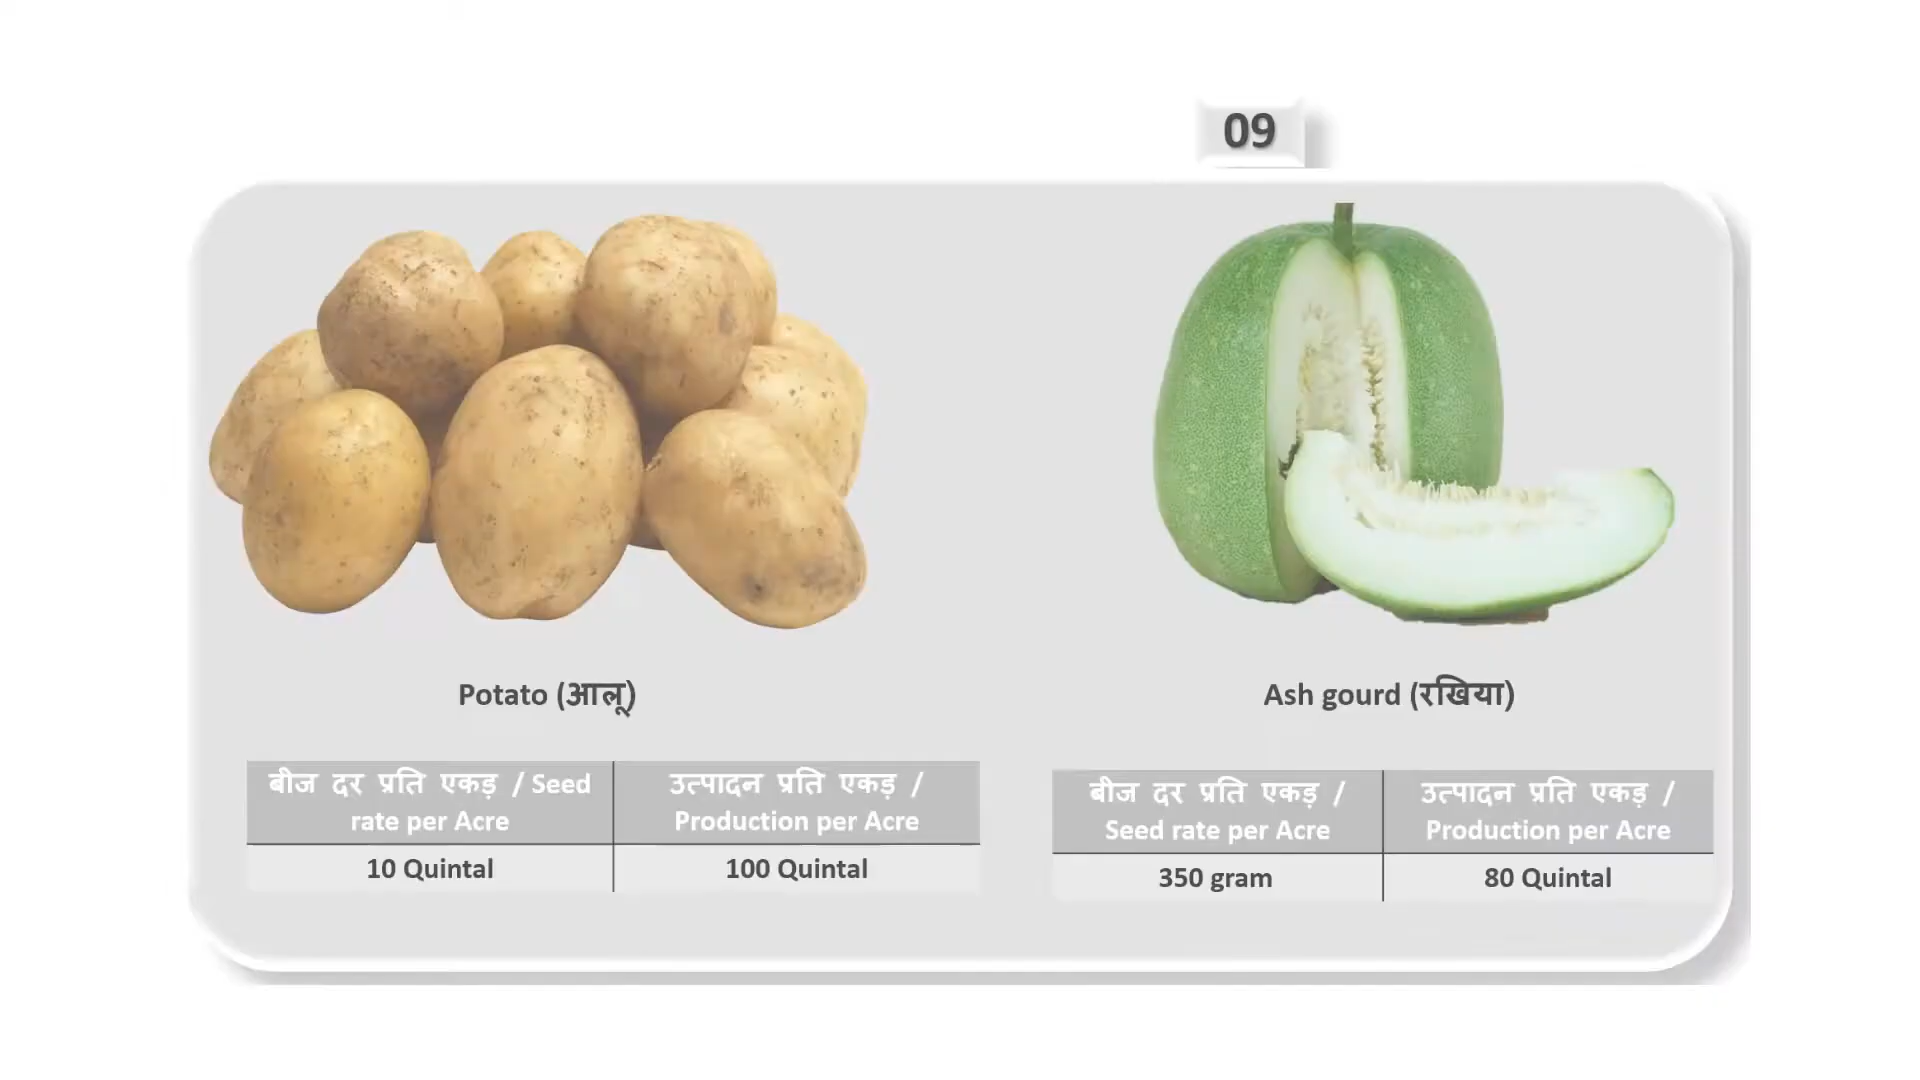 09
Potato (आलू)
बीज दर प्रति एकड़ / Seed
rate per Acre
उत्पादन प्रति एकड़ /
Production per Acre
10 Quintal
100 Quintal
Ash gourd (रखिया)
बीज दर प्रति एकड़ /
Seed rate per Acre
उत्पादन प्रति एकड़ /
Production per Acre
350 gram
80 Quintal